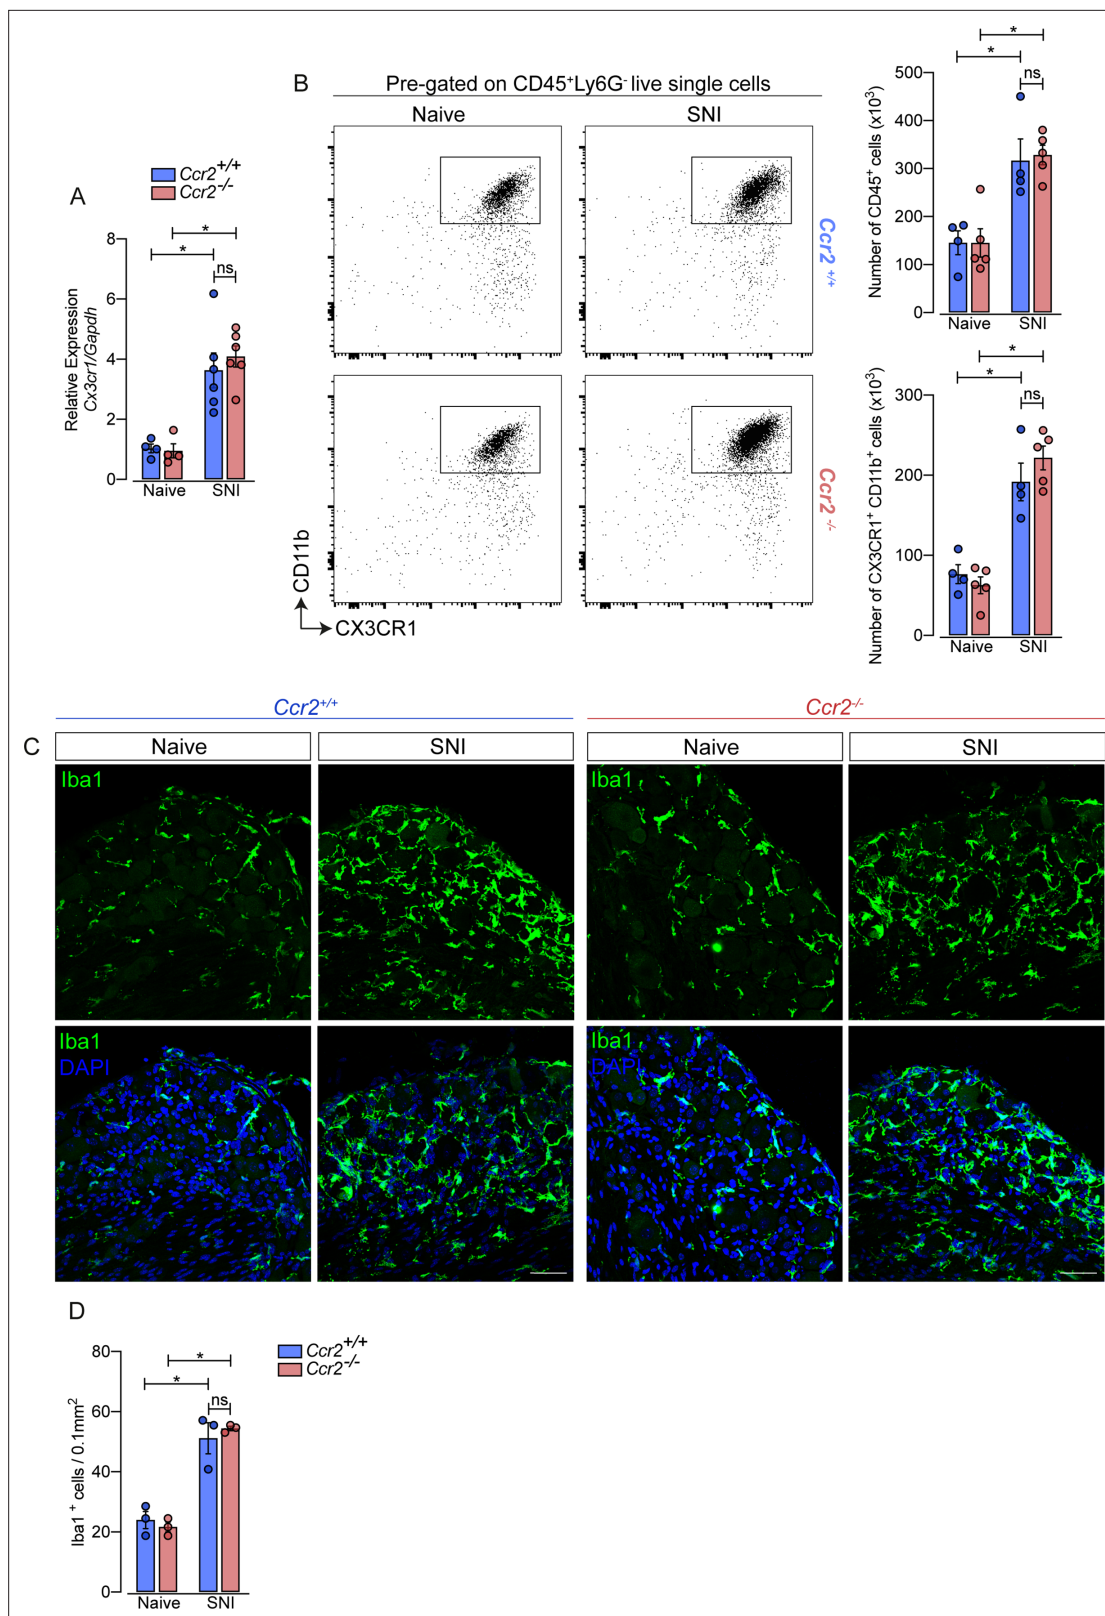 A
Ccr2+/+
Ccr2-/-
Relative Expression
Cx3cr1/Gapdh
8
6
4
2
0
*
*
ns
Naive SNI
B
Pre-gated on CD45+Ly6G- live single cells
Naive SNI
Ccr2+/+
Ccr2-/-
CD11b
CX3CR1
Number of CD45+ cells (x10³)
500
400
300
200
100
0
*
*
ns
Naive SNI
Number of CX3CR1+ CD11b+ cells (x10³)
300
200
100
0
*
*
ns
Naive SNI
C
Ccr2+/+ Ccr2-/-
Naive SNI Naive SNI
Iba1 Iba1
Iba1 Iba1
DAPI DAPI
D
Ccr2+/+
Ccr2-/-
Iba1+ cells / 0.1mm²
80
60
40
20
0
*
*
ns
Naive SNI